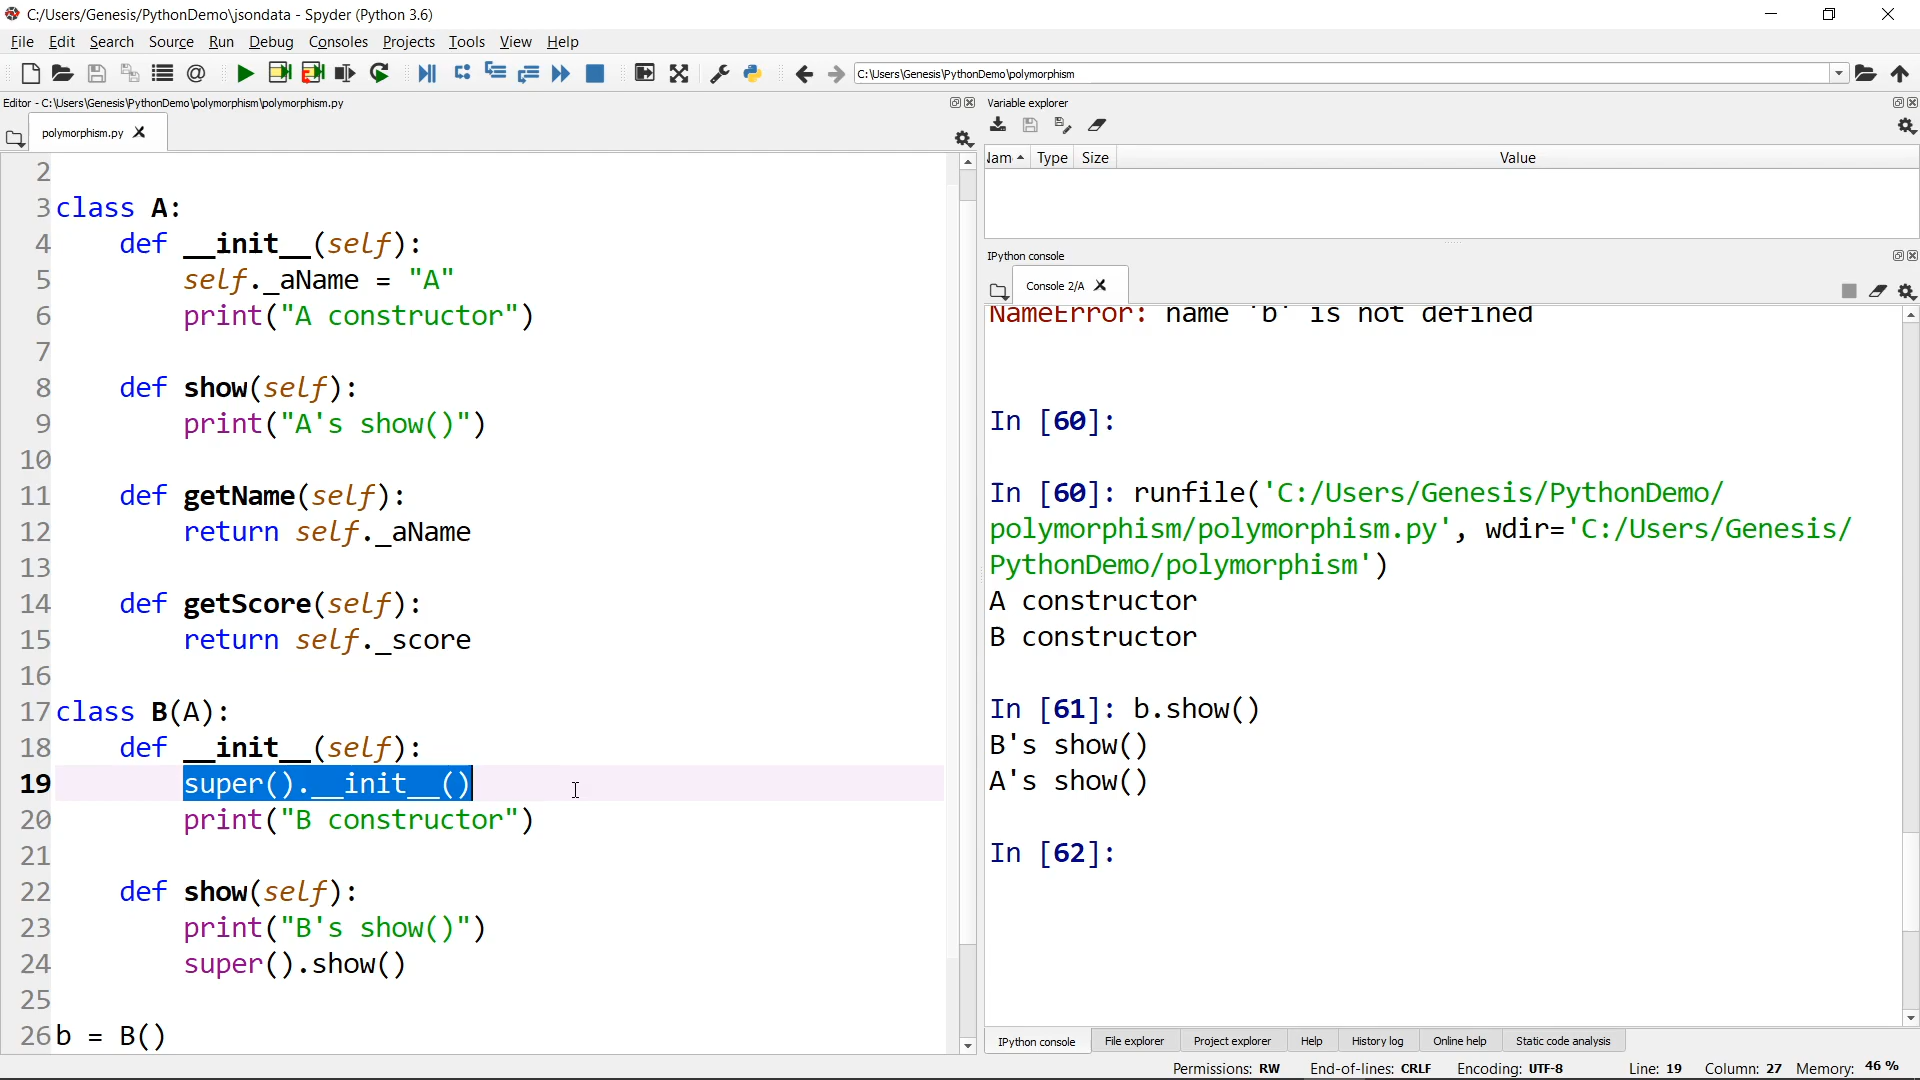 C:/Users/Genesis/PythonDemo\jsondata - Spyder (Python 3.6)
File Edit Search Source Run Debug Consoles Projects Tools View Help
C:\Users\Genesis\PythonDemo\polymorphism
Editor - C:\Users\Genesis\PythonDemo\polymorphism\polymorphism.py
polymorphism.py
2
3 class A:
4     def __init__(self):
5         self._aName = "A"
6         print("A constructor")
7
8     def show(self):
9         print("A's show()")
10
11     def getName(self):
12         return self._aName
13
14     def getScore(self):
15         return self._score
16
17 class B(A):
18     def __init__(self):
19         super().__init__()
20         print("B constructor")
21
22     def show(self):
23         print("B's show()")
24         super().show()
25
26 b = B()
Variable explorer
Nam Type Size Value
IPython console
Console 2/A
NameError: name 'b' is not defined
In [60]:
In [60]: runfile('C:/Users/Genesis/PythonDemo/
polymorphism/polymorphism.py', wdir='C:/Users/Genesis/
PythonDemo/polymorphism')
A constructor
B constructor
In [61]: b.show()
B's show()
A's show()
In [62]:
IPython console File explorer Project explorer Help History log Online help Static code analysis
Permissions: RW End-of-lines: CRLF Encoding: UTF-8 Line: 19 Column: 27 Memory: 46 %